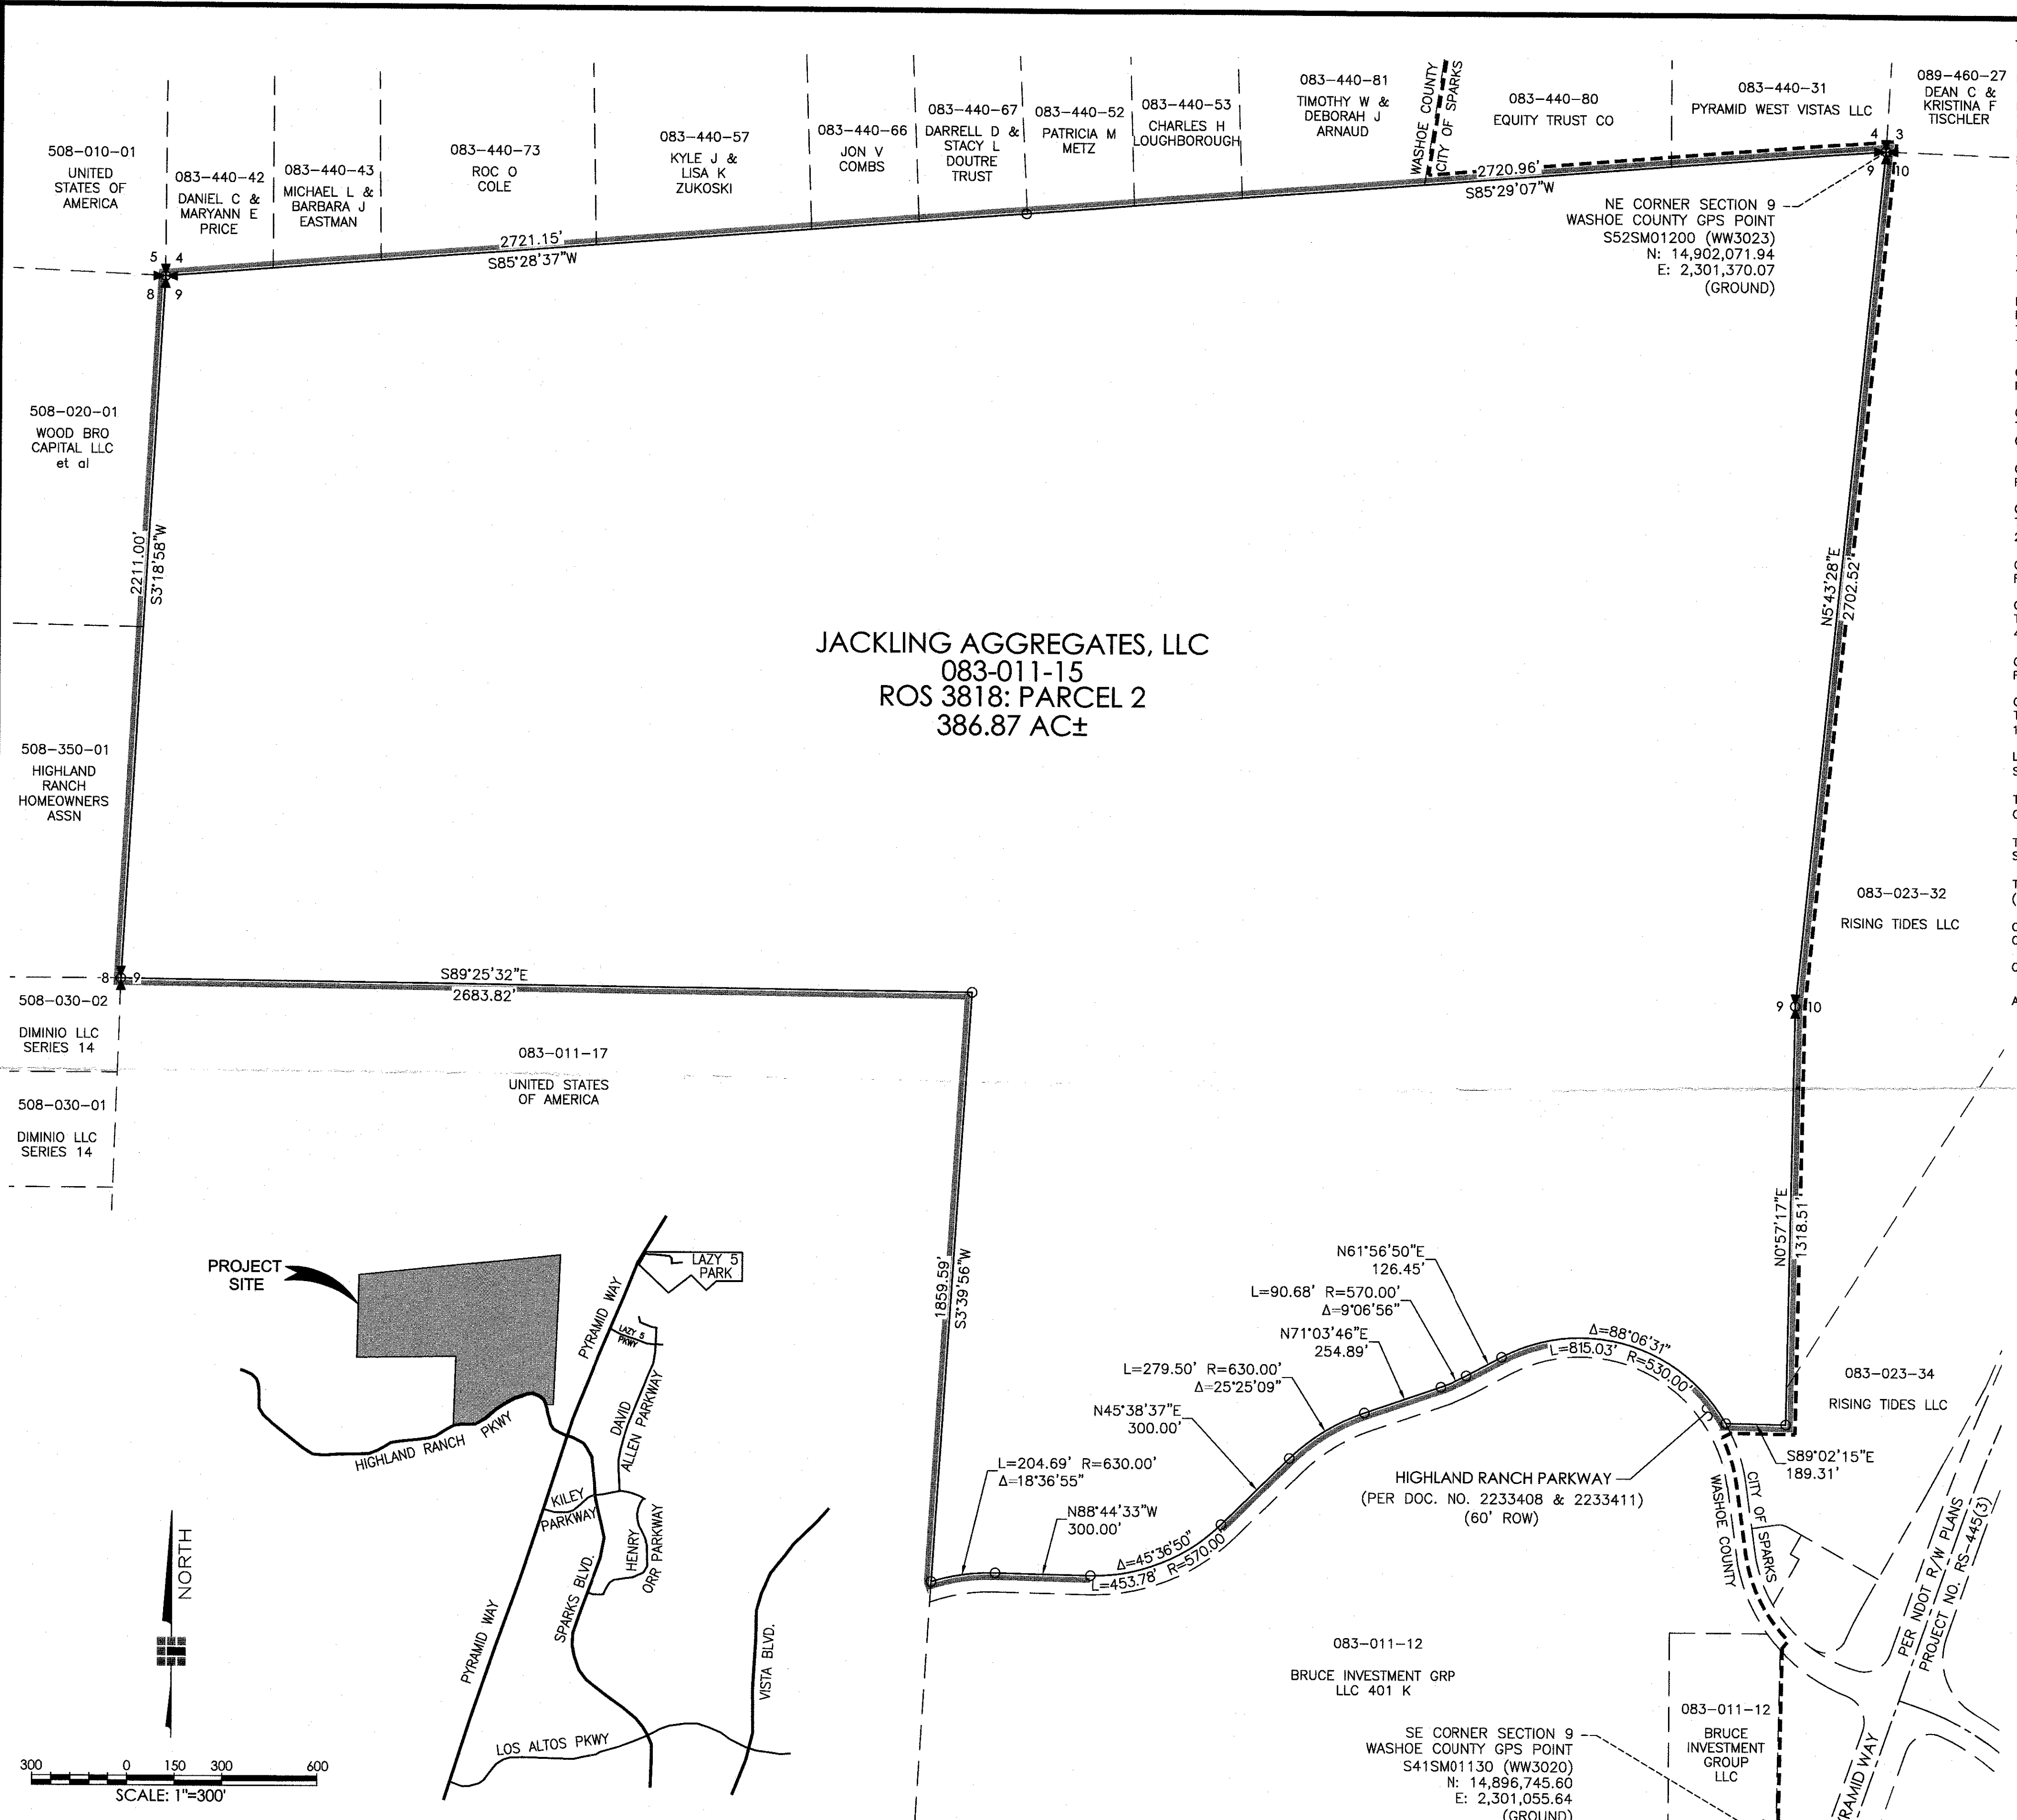 508-010-01
UNITED
STATES OF
AMERICA
083-440-42
DANIEL C &
MARYANN E
PRICE
083-440-43
MICHAEL L &
BARBARA J
EASTMAN
083-440-73
ROC O
COLE
083-440-57
KYLE J &
LISA K
ZUKOSKI
083-440-66
JON V
COMBS
083-440-67
DARRELL D &
STACY L
DOUTRE
TRUST
083-440-52
PATRICIA M
METZ
083-440-53
CHARLES H
LOUGHBOROUGH
083-440-81
TIMOTHY W &
DEBORAH J
ARNAUD
WASHOE COUNTY
CITY OF SPARKS
083-440-80
EQUITY TRUST CO
083-440-31
PYRAMID WEST VISTAS LLC
089-460-27
DEAN C &
KRISTINA F
TISCHLER
4 3
9 10
5 4
8 9
2721.15'
S85°28'37"W
2720.96'
S85°29'07"W
NE CORNER SECTION 9
WASHOE COUNTY GPS POINT
S52SM01200 (WW3023)
N: 14,902,071.94
E: 2,301,370.07
(GROUND)
508-020-01
WOOD BRO
CAPITAL LLC
et al
2211.00'
S3°18'58"W
N5°43'28"E
2702.52'
JACKLING AGGREGATES, LLC
083-011-15
ROS 3818: PARCEL 2
386.87 AC±
508-350-01
HIGHLAND
RANCH
HOMEOWNERS
ASSN
083-023-32
RISING TIDES LLC
8 9
S89°25'32"E
2683.82'
9 10
508-030-02
DIMINIO LLC
SERIES 14
083-011-17
UNITED STATES
OF AMERICA
508-030-01
DIMINIO LLC
SERIES 14
1859.59'
S3°39'56"W
N0°57'17"E
1318.51'
PROJECT
SITE
LAZY 5
PARK
PYRAMID WAY
LAZY 5
PKWY
DAVID
ALLEN PARKWAY
HIGHLAND RANCH PKWY
KILEY
PARKWAY
HENRY
ORR PARKWAY
SPARKS BLVD.
PYRAMID WAY
VISTA BLVD.
LOS ALTOS PKWY
N61°56'50"E
126.45'
L=90.68' R=570.00'
Δ=9°06'56"
N71°03'46"E
254.89'
L=279.50' R=630.00'
Δ=25°25'09"
N45°38'37"E
300.00'
L=204.69' R=630.00'
Δ=18°36'55"
N88°44'33"W
300.00'
Δ=45°36'50"
L=453.78' R=570.00'
Δ=88°06'31"
L=815.03' R=530.00'
083-023-34
RISING TIDES LLC
S89°02'15"E
189.31'
HIGHLAND RANCH PARKWAY
(PER DOC. NO. 2233408 & 2233411)
(60' ROW)
CITY OF SPARKS
WASHOE COUNTY
PER NDOT R/W PLANS
PROJECT NO. RS-445(3)
083-011-12
BRUCE INVESTMENT GRP
LLC 401 K
083-011-12
BRUCE
INVESTMENT
GROUP
LLC
SE CORNER SECTION 9
WASHOE COUNTY GPS POINT
S41SM01130 (WW3020)
N: 14,896,745.60
E: 2,301,055.64
(GROUND)
NORTH
300 0 150 300 600
SCALE: 1"=300'